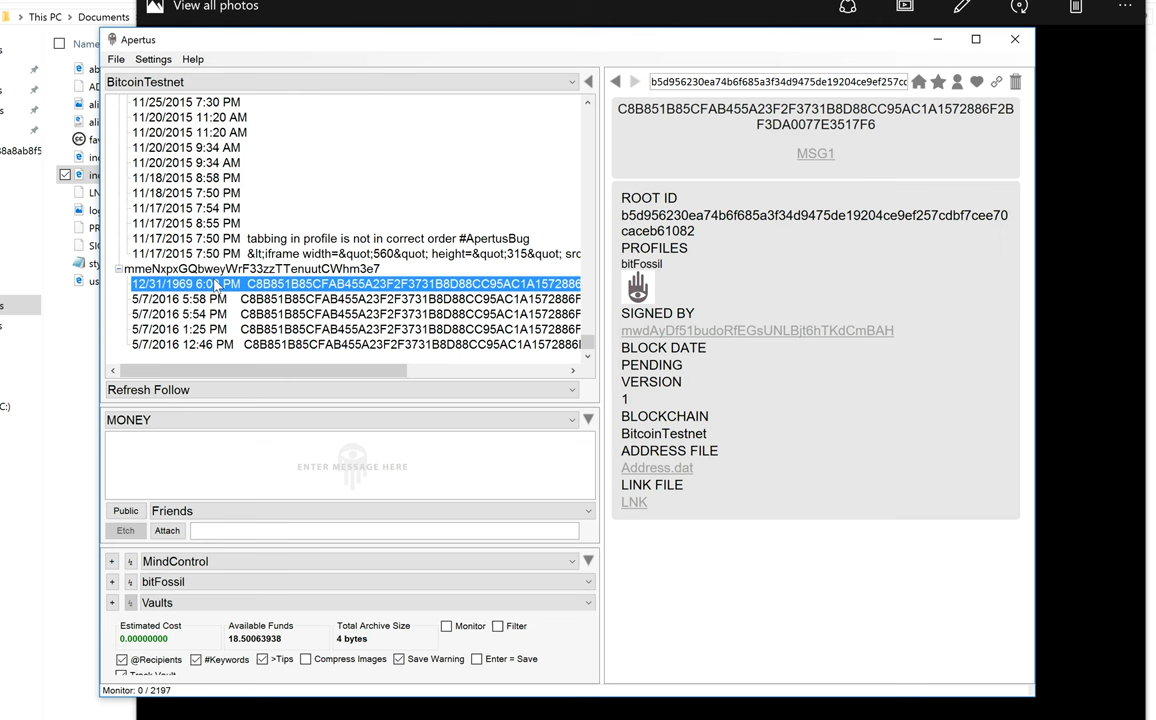 View all photos
This PC > Documents
Name
Apertus
File Settings Help
BitcoinTestnet
11/25/2015 7:30 PM
11/20/2015 11:20 AM
11/20/2015 11:20 AM
11/20/2015 9:34 AM
11/20/2015 9:34 AM
11/18/2015 8:58 PM
11/18/2015 7:50 PM
11/17/2015 7:54 PM
11/17/2015 8:55 PM
11/17/2015 7:50 PM tabbing in profile is not in correct order #ApertusBug
11/17/2015 7:50 PM &lt;iframe width=&quot;560&quot; height=&quot;315&quot; src
mmeNxpxGQbweyWrF33zzTTenuutCWhm3e7
12/31/1969 6:00 PM C8B851B85CFAB455A23F2F3731B8D88CC95AC1A1572886
5/7/2016 5:58 PM C8B851B85CFAB455A23F2F3731B8D88CC95AC1A1572886F
5/7/2016 5:54 PM C8B851B85CFAB455A23F2F3731B8D88CC95AC1A1572886F
5/7/2016 1:25 PM C8B851B85CFAB455A23F2F3731B8D88CC95AC1A1572886F
5/7/2016 12:46 PM C8B851B85CFAB455A23F2F3731B8D88CC95AC1A1572886
Refresh Follow
MONEY
ENTER MESSAGE HERE
Public Friends
Etch Attach
+ MindControl
+ bitFossil
+ Vaults
Estimated Cost Available Funds Total Archive Size Monitor Filter
0.00000000 18.50063938 4 bytes
@Recipients #Keywords >Tips Compress Images Save Warning Enter = Save
Track Vault
Monitor: 0 / 2197
b5d956230ea74b6f685a3f34d9475de19204ce9ef257cc
C8B851B85CFAB455A23F2F3731B8D88CC95AC1A1572886F2B
F3DA0077E3517F6
MSG1
ROOT ID
b5d956230ea74b6f685a3f34d9475de19204ce9ef257cdbf7cee70
caceb61082
PROFILES
bitFossil
SIGNED BY
mwdAyDf51budoRfEGsUNLBjt6hTKdCmBAH
BLOCK DATE
PENDING
VERSION
1
BLOCKCHAIN
BitcoinTestnet
ADDRESS FILE
Address.dat
LINK FILE
LNK